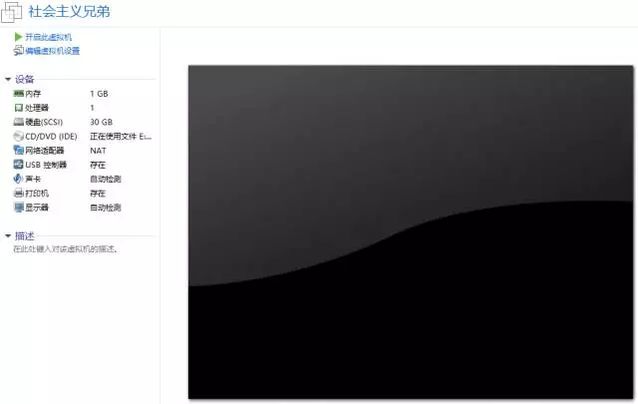 社会主义兄弟
开启此虚拟机
编辑虚拟机设置
设备
内存 1 GB
处理器 1
硬盘(SCSI) 30 GB
CD/DVD (IDE) 正在使用文件 E:...
网络适配器 NAT
USB 控制器 存在
声卡 自动检测
打印机 存在
显示器 自动检测
描述
在此处键入对该虚拟机的描述。